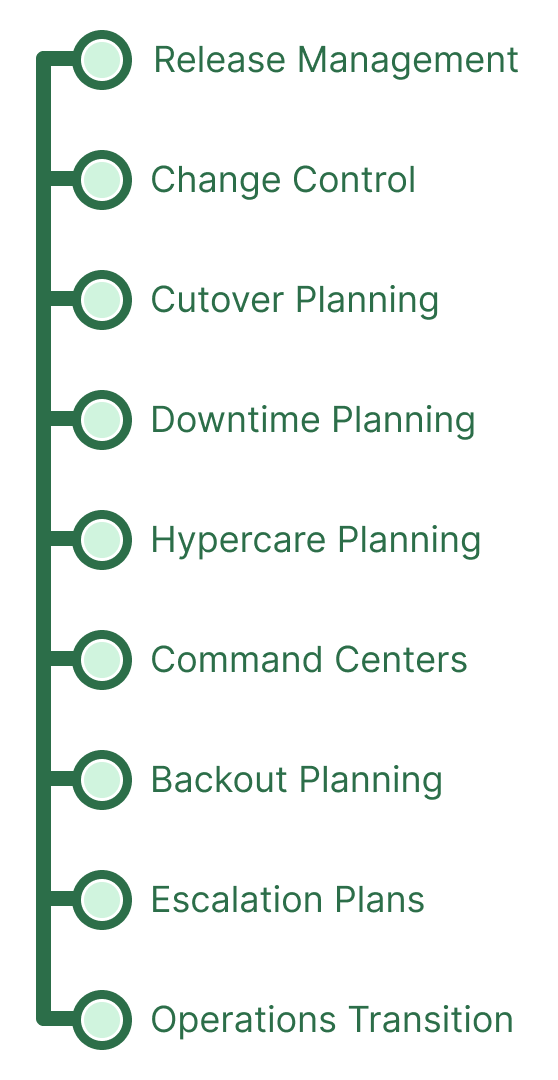 Release Management
Change Control
Cutover Planning
Downtime Planning
Hypercare Planning
Command Centers
Backout Planning
Escalation Plans
Operations Transition